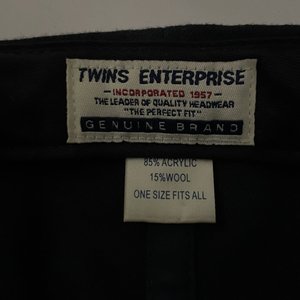 TWINS ENTERPRISE
INCORPORATED 1957
THE LEADER OF QUALITY HEADWEAR
"THE PERFECT FIT"
GENUINE BRAND
85% ACRYLIC
15%WOOL
ONE SIZE FITS ALL